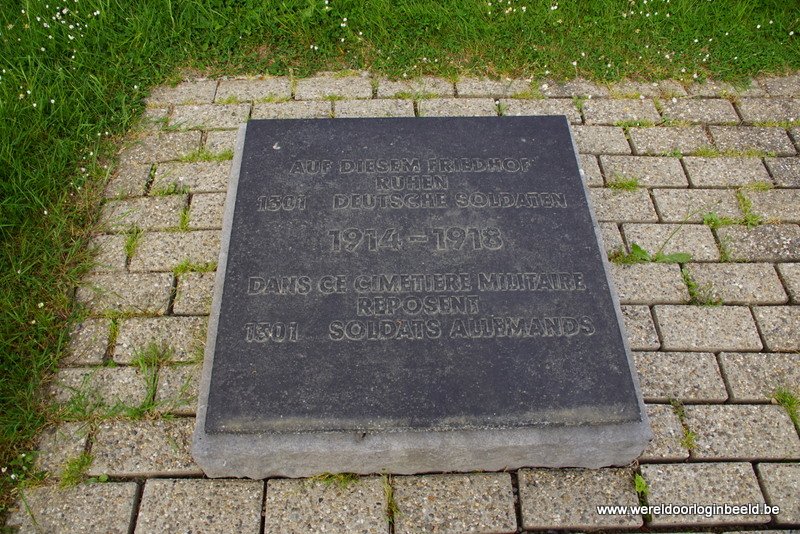 AUF DIESEM FRIEDHOF
RUHEN
1301 DEUTSCHE SOLDATEN
1914-1918
DANS CE CIMETIERE MILITAIRE
REPOSENT
1301 SOLDATS ALLEMANDS
www.wereldoorloginbeeld.be